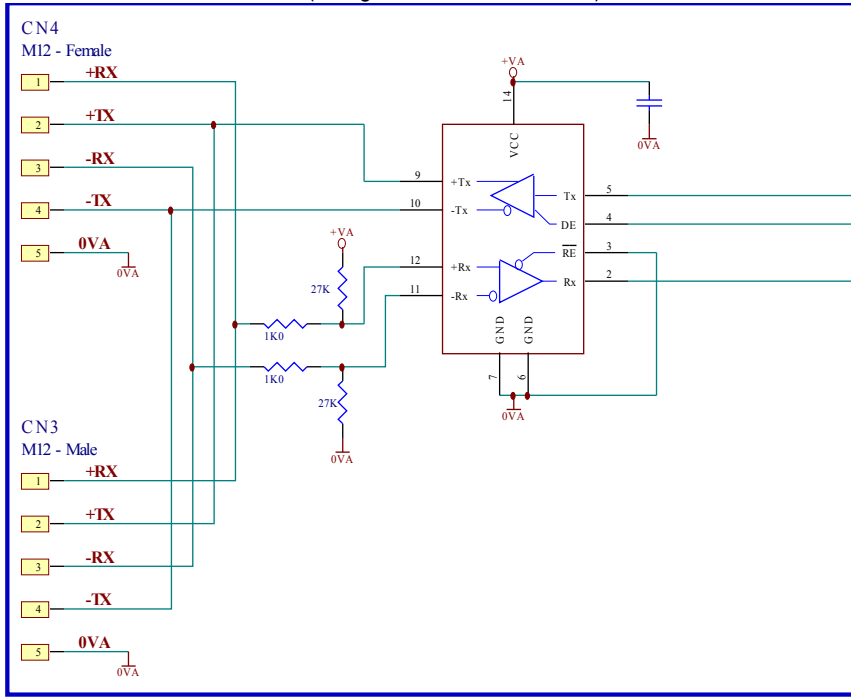 CN4
M12 - Female
1 +RX
2 +TX
3 -RX
4 -TX
5 0VA
0VA
+VA
14
VCC
0VA
9 +Tx Tx 5
10 -Tx DE 4
12 +Rx RE 3
11 -Rx Rx 2
GND GND
7 6
0VA
+VA
27K
1K0
1K0
27K
0VA
CN3
M12 - Male
1 +RX
2 +TX
3 -RX
4 -TX
5 0VA
0VA